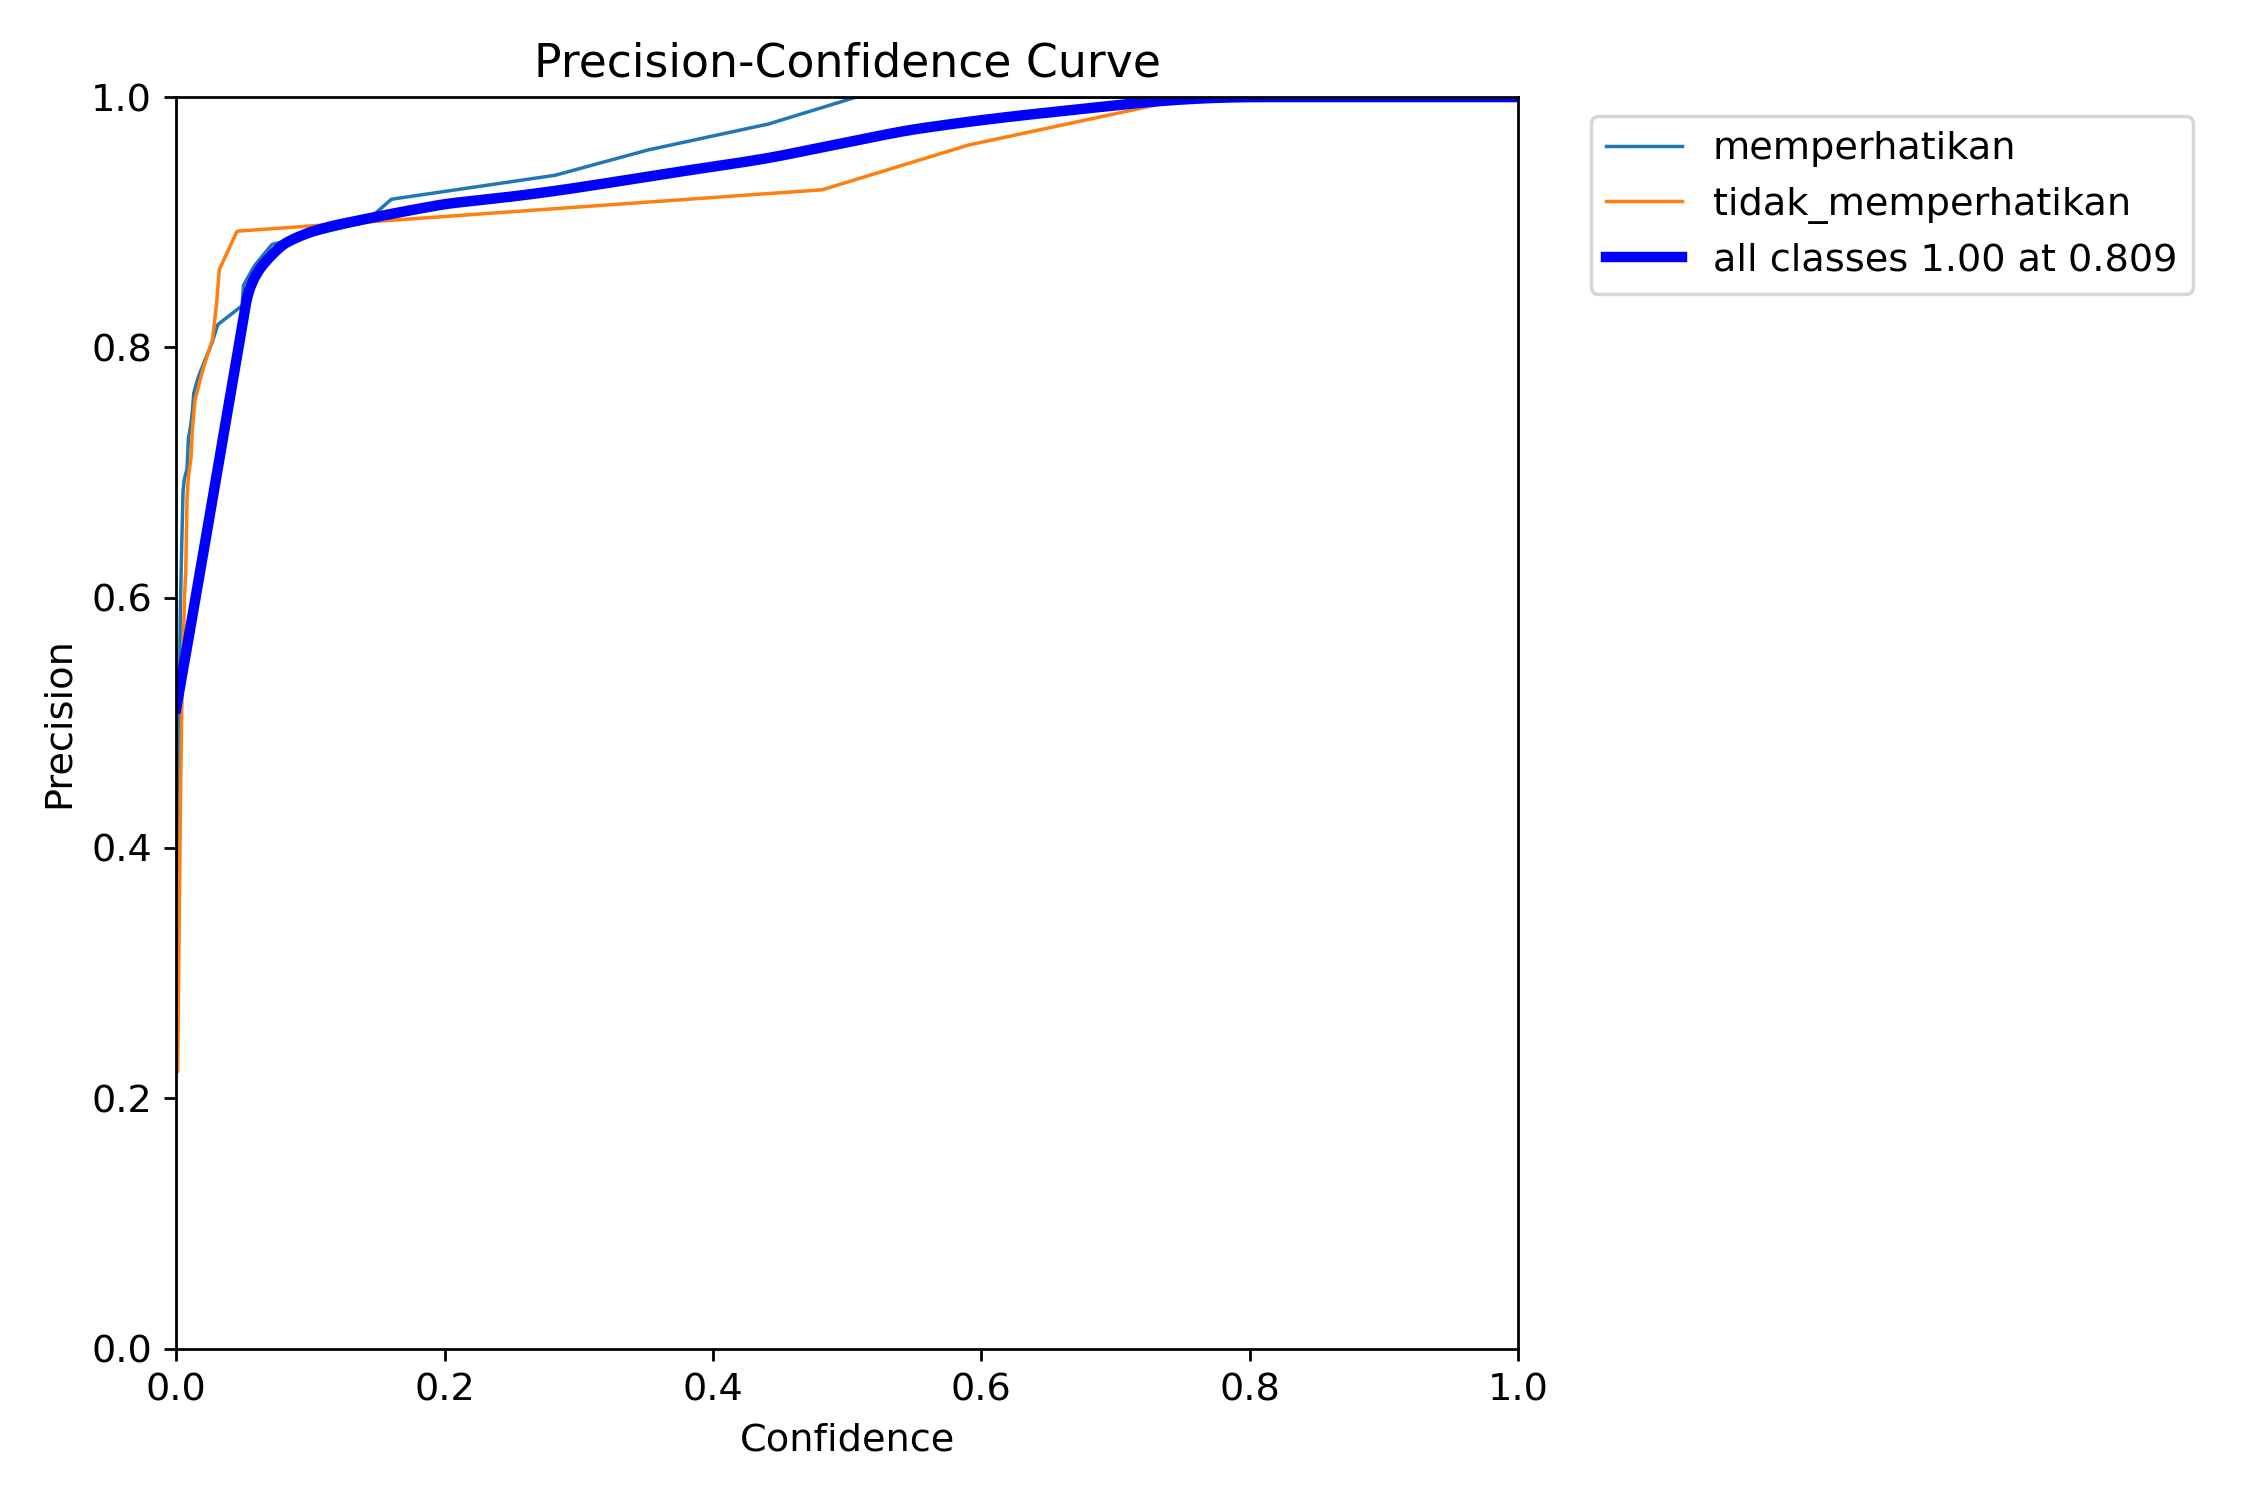 Precision-Confidence Curve
1.0
0.8
0.6
0.4
0.2
0.0
Precision
0.0 0.2 0.4 0.6 0.8 1.0
Confidence
memperhatikan
tidak_memperhatikan
all classes 1.00 at 0.809